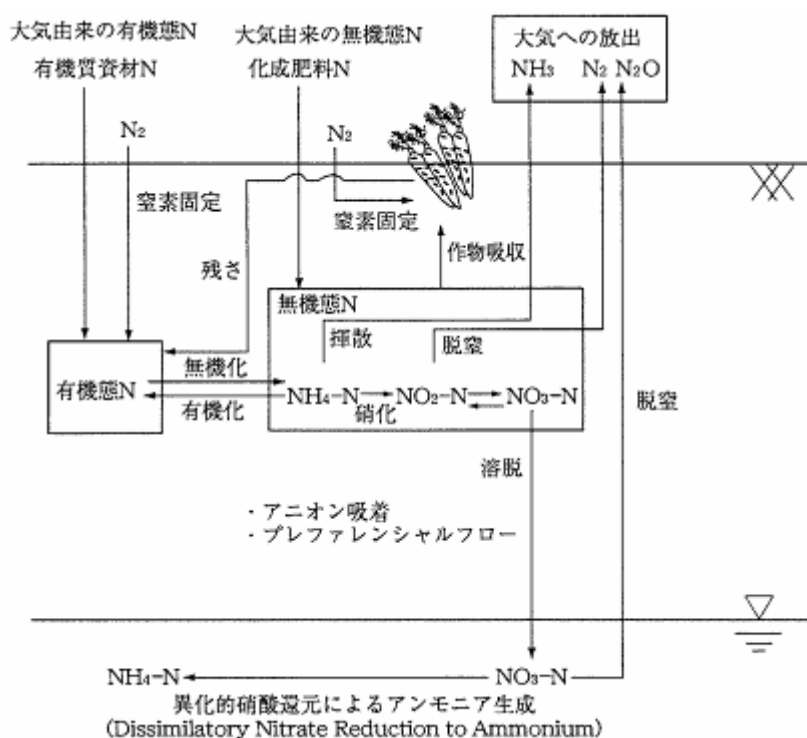 大気由来の有機態N
有機質資材N
大気由来の無機態N
化成肥料N
大気への放出
NH3 N2 N2O
N2
N2
窒素固定
窒素固定
残さ
作物吸収
無機態N
揮散
脱窒
有機態N
無機化
有機化
NH4-N
NO2-N
NO3-N
硝化
脱窒
溶脱
・アニオン吸着
・プレファレンシャルフロー
NH4-N
NO3-N
異化的硝酸還元によるアンモニア生成
(Dissimilatory Nitrate Reduction to Ammonium)